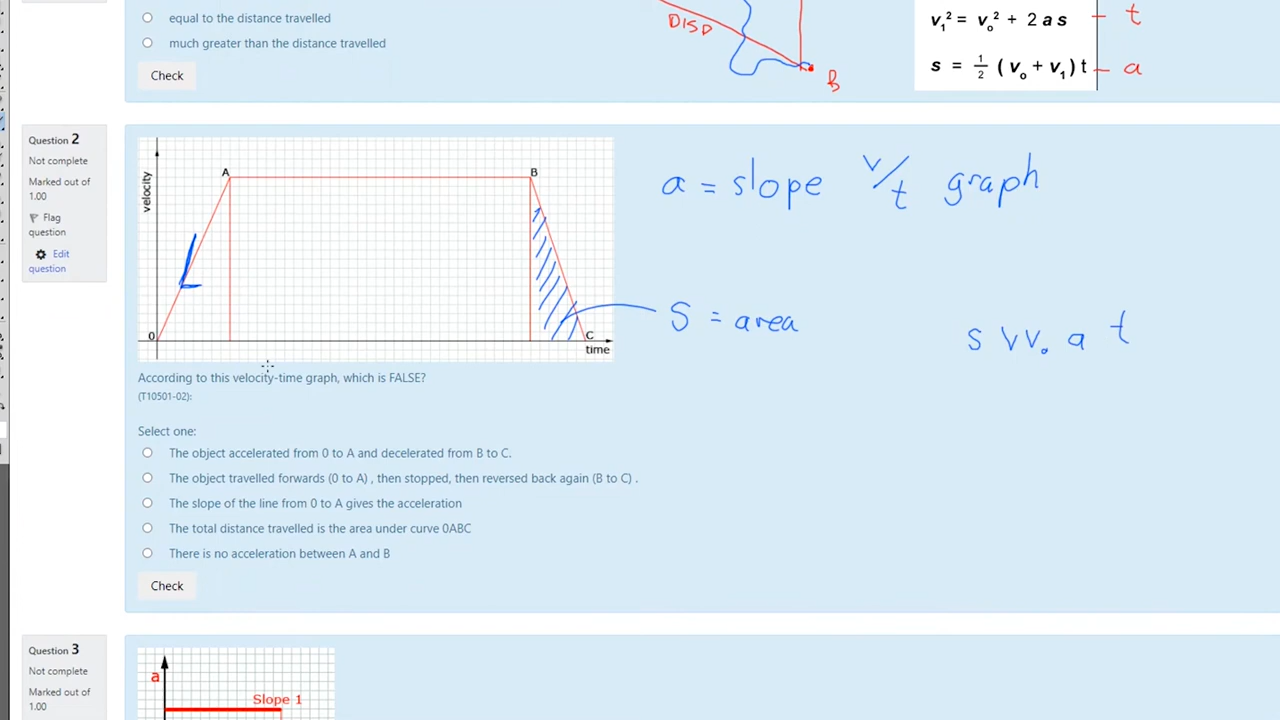 equal to the distance travelled
much greater than the distance travelled
Check
DISD
B
v₁² = v₀² + 2 a s – t
s = 1/2 ( v₀ + v₁ ) t – a
Question 2
Not complete
Marked out of
1.00
Flag
question
Edit
question
velocity
A
B
0
C
time
a = slope v/t graph
S = area
s v v₀ a t
According to this velocity-time graph, which is FALSE?
(T10501-02):
Select one:
The object accelerated from 0 to A and decelerated from B to C.
The object travelled forwards (0 to A) , then stopped, then reversed back again (B to C) .
The slope of the line from 0 to A gives the acceleration
The total distance travelled is the area under curve 0ABC
There is no acceleration between A and B
Check
Question 3
Not complete
Marked out of
1.00
a
Slope 1